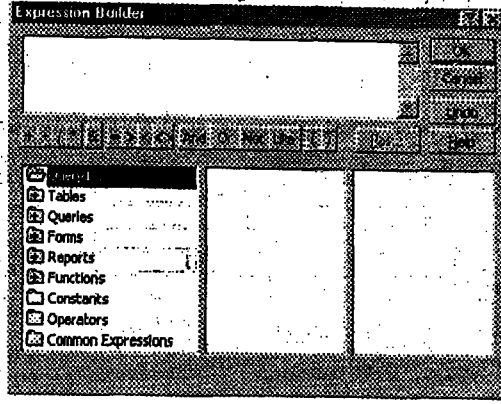 Expression Builder
OK
Cancel
Undo
+ - / * & = > < <> And Or Not Like ( )
Help
Tables
Queries
Forms
Reports
Functions
Constants
Operators
Common Expressions